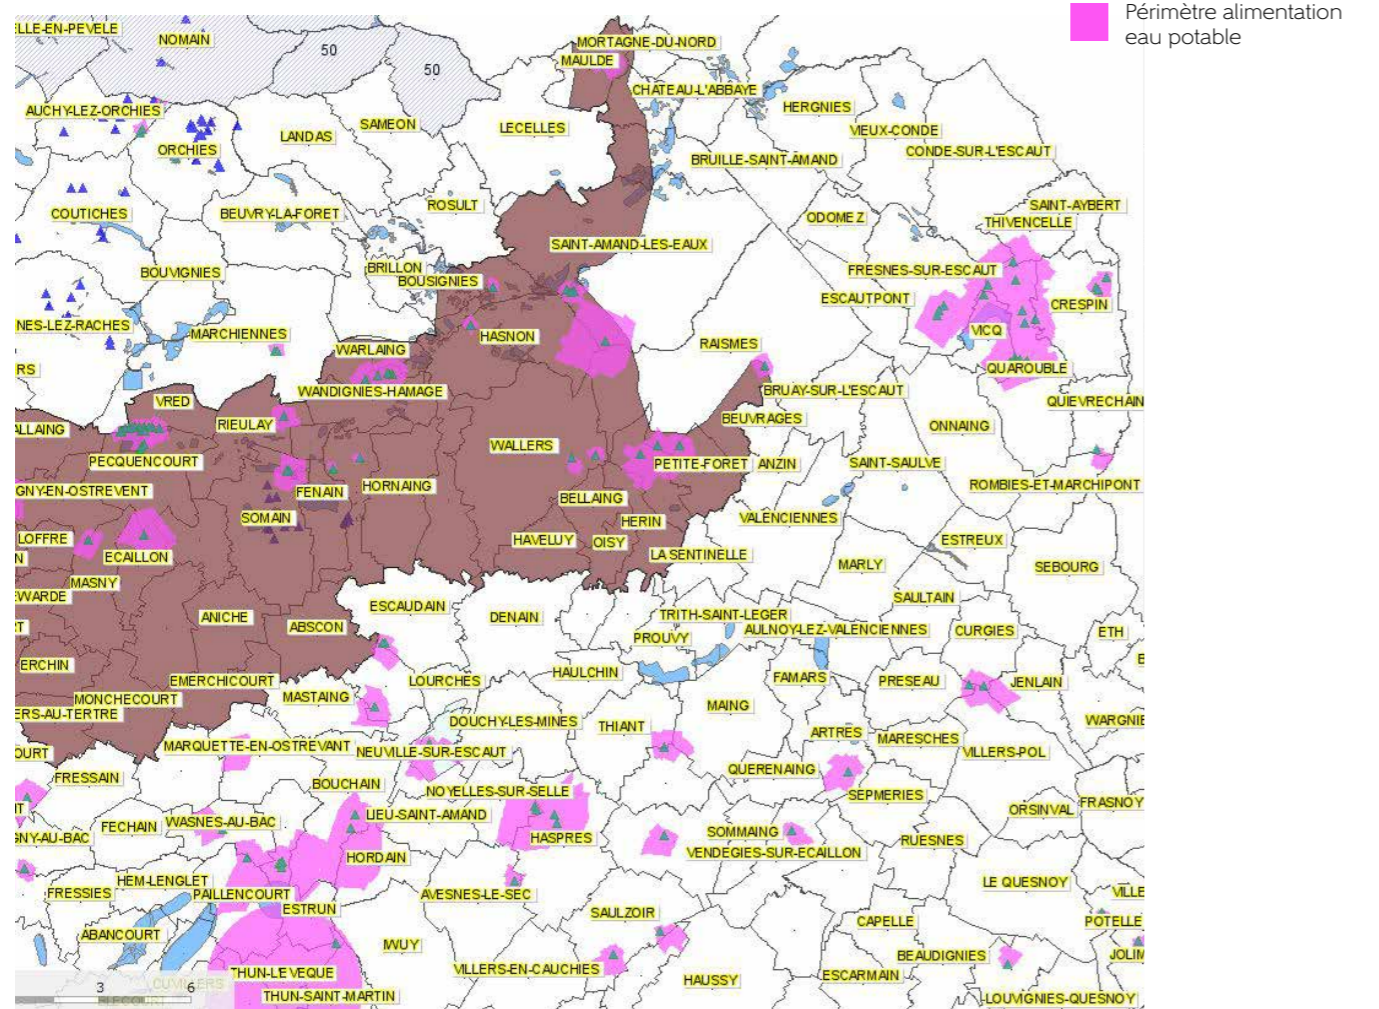 Périmètre alimentation
eau potable
ELLE-EN-PEVELE
NOMAIN
50
50
MORTAGNE-DU-NORD
MAULDE
CHATEAU-L'ABBAYE
HERGNIES
AUCHY-LEZ-ORCHIES
ORCHIES
LANDAS
SAMEON
LECELLES
VIEUX-CONDE
CONDE-SUR-L'ESCAUT
BRUILLE-SAINT-AMAND
COUTICHES
BEUVRY-LA-FORET
ROSULT
ODOMEZ
SAINT-AYBERT
THIVENCELLE
SAINT-AMAND-LES-EAUX
BOUVIGNIES
BRILLON
BOUSIGNIES
FRESNES-SUR-ESCAUT
ESCAUTPONT
CRESPIN
NES-LEZ-RACHES
MARCHIENNES
HASNON
VICQ
RAISMES
WARLAING
RS
QUAROUBLE
WANDIGNIES-HAMAGE
BRUAY-SUR-L'ESCAUT
VRED
QUIEVRECHAIN
BEUVRAGES
RIEULAY
ALLAING
ONNAING
WALLERS
PECQUENCOURT
PETITE-FORET
ANZIN
SAINT-SAULVE
GNY-EN-OSTREVENT
FENAIN
HORNAING
ROMBIES-ET-MARCHIPONT
BELLAING
SOMAIN
HERIN
VALENCIENNES
LOFFRE
HAVELUY
OISY
ESTREUX
N
ECAILLON
LA SENTINELLE
MARLY
SEBOURG
MASNY
EWARDE
SAULTAIN
ESCAUDAIN
ANICHE
DENAIN
TRITH-SAINT-LEGER
RT
ABSCON
AULNOY-LEZ-VALENCIENNES
CURGIES
ETH
PROUVY
ERCHIN
HAULCHIN
EMERCHICOURT
LOURCHES
FAMARS
PRESEAU
JENLAIN
MONCHECOURT
MASTAING
MAING
ERS-AU-TERTRE
DOUCHY-LES-MINES
THIANT
WARGNIE
ARTRES
MARESCHES
MARQUETTE-EN-OSTREVANT
NEUVILLE-SUR-ESCAUT
VILLERS-POL
OURT
QUERENAING
FRESSAIN
BOUCHAIN
NOYELLES-SUR-SELLE
SEPMERIES
FRASNOY
ORSINVAL
LIEU-SAINT-AMAND
WASNES-AU-BAC
FECHAIN
SOMMAING
GNY-AU-BAC
HASPRES
RUESNES
VENDEGIES-SUR-ECAILLON
HORDAIN
HEM-LENGLET
LE QUESNOY
FRESSIES
PAILLENCOURT
AVESNES-LE-SEC
VILLE
ESTRUN
SAULZOIR
CAPELLE
POTELLE
ABANCOURT
IWUY
BEAUDIGNIES
JOLIM
VILLERS-EN-CAUCHIES
THUN-LEVEQUE
HAUSSY
ESCARMAIN
CUVILLERS
3
6
THUN-SAINT-MARTIN
LOUVIGNIES-QUESNOY